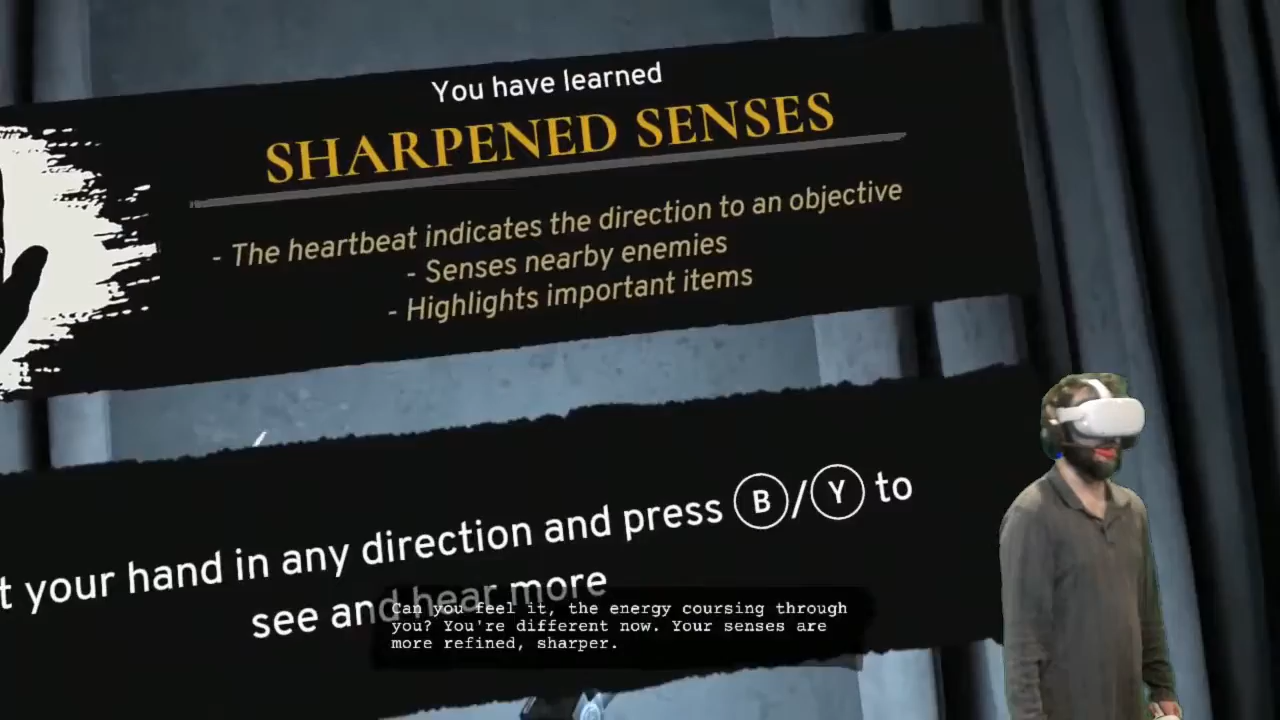 You have learned
SHARPENED SENSES
- The heartbeat indicates the direction to an objective
- Senses nearby enemies
- Highlights important items
your hand in any direction and press B/Y to
see and hear more
Can you feel it, the energy coursing through
you? You're different now. Your senses are
more refined, sharper.